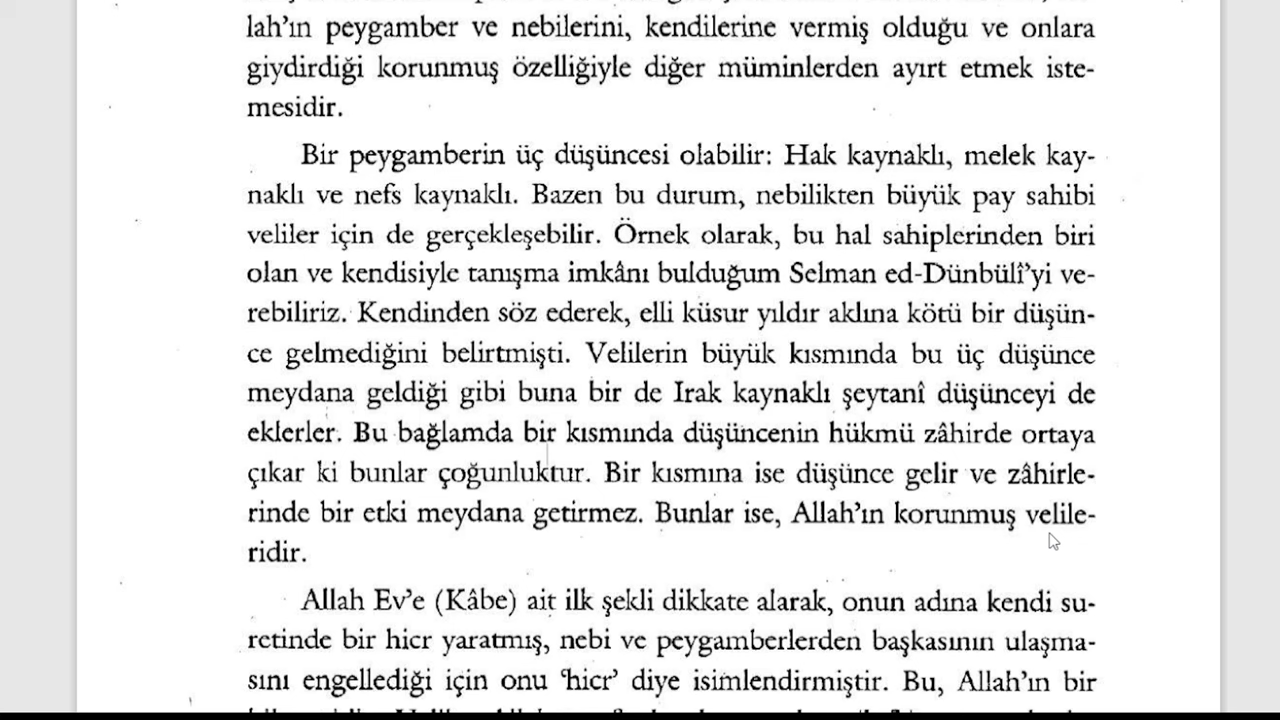 lah'ın peygamber ve nebilerini, kendilerine vermiş olduğu ve onlara
giydirdiği korunmuş özelliğiyle diğer müminlerden ayırt etmek iste-
mesidir.
Bir peygamberin üç düşüncesi olabilir: Hak kaynaklı, melek kay-
naklı ve nefs kaynaklı. Bazen bu durum, nebilikten büyük pay sahibi
veliler için de gerçekleşebilir. Örnek olarak, bu hal sahiplerinden biri
olan ve kendisiyle tanışma imkânı bulduğum Selman ed-Dünbülî'yi ve-
rebiliriz. Kendinden söz ederek, elli küsur yıldır aklına kötü bir düşün-
ce gelmediğini belirtmişti. Velilerin büyük kısmında bu üç düşünce
meydana geldiği gibi buna bir de Irak kaynaklı şeytanî düşünceyi de
eklerler. Bu bağlamda bir kısmında düşüncenin hükmü zâhirde ortaya
çıkar ki bunlar çoğunluktur. Bir kısmına ise düşünce gelir ve zâhirle-
rinde bir etki meydana getirmez. Bunlar ise, Allah'ın korunmuş velile-
ridir.
Allah Ev'e (Kâbe) ait ilk şekli dikkate alarak, onun adına kendi su-
retinde bir hicr yaratmış, nebi ve peygamberlerden başkasının ulaşma-
sını engellediği için onu 'hicr' diye isimlendirmiştir. Bu, Allah'ın bir